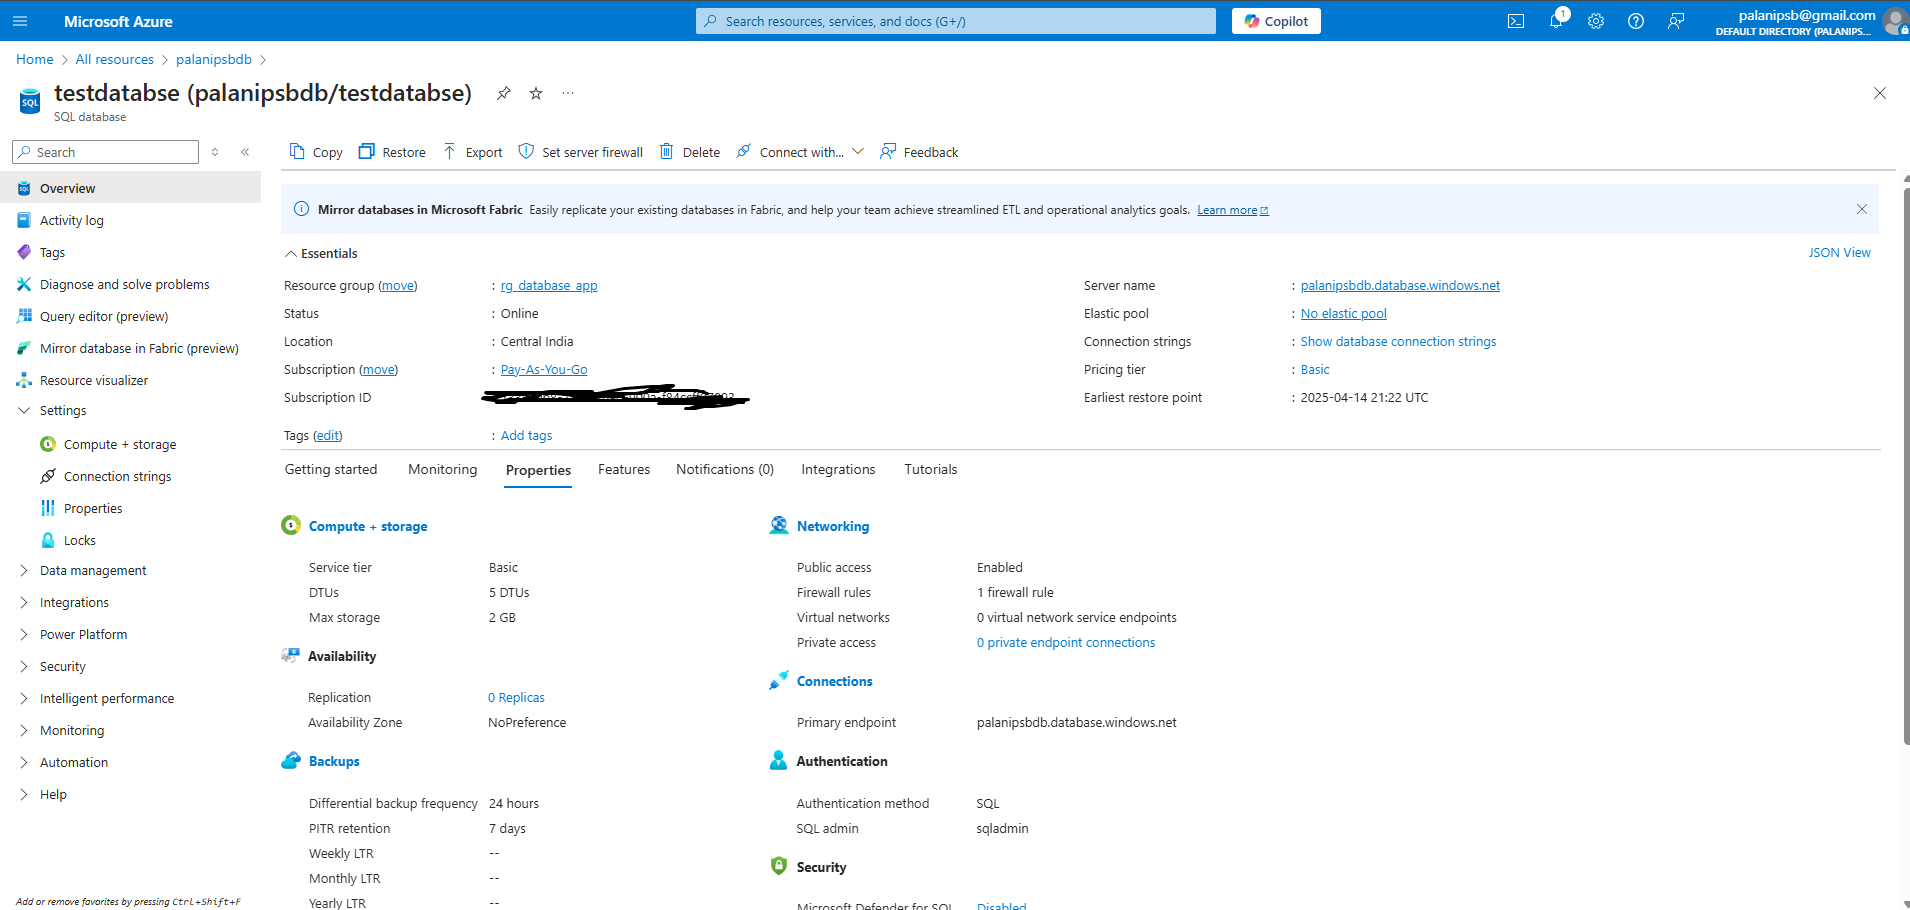 Microsoft Azure
Search resources, services, and docs (G+/)
Copilot
1
palanipsb@gmail.com
DEFAULT DIRECTORY (PALANIPS...
Home > All resources > palanipsbdb >
SQL
testdatabse (palanipsbdb/testdatabse)
SQL database
Search
Copy
Restore
Export
Set server firewall
Delete
Connect with...
Feedback
Overview
Activity log
Tags
Diagnose and solve problems
Query editor (preview)
Mirror database in Fabric (preview)
Resource visualizer
Settings
Compute + storage
Connection strings
Properties
Locks
Data management
Integrations
Power Platform
Security
Intelligent performance
Monitoring
Automation
Help
Add or remove favorites by pressing Ctrl+Shift+F
Mirror databases in Microsoft Fabric Easily replicate your existing databases in Fabric, and help your team achieve streamlined ETL and operational analytics goals. Learn more
Essentials
JSON View
Resource group (move) : rg_database_app
Status : Online
Location : Central India
Subscription (move) : Pay-As-You-Go
Subscription ID
Tags (edit) : Add tags
Server name : palanipsbdb.database.windows.net
Elastic pool : No elastic pool
Connection strings : Show database connection strings
Pricing tier : Basic
Earliest restore point : 2025-04-14 21:22 UTC
Getting started
Monitoring
Properties
Features
Notifications (0)
Integrations
Tutorials
Compute + storage
Service tier Basic
DTUs 5 DTUs
Max storage 2 GB
Availability
Replication 0 Replicas
Availability Zone NoPreference
Backups
Differential backup frequency 24 hours
PITR retention 7 days
Weekly LTR --
Monthly LTR --
Yearly LTR --
Networking
Public access Enabled
Firewall rules 1 firewall rule
Virtual networks 0 virtual network service endpoints
Private access 0 private endpoint connections
Connections
Primary endpoint palanipsbdb.database.windows.net
Authentication
Authentication method SQL
SQL admin sqladmin
Security
Microsoft Defender for SQL Disabled